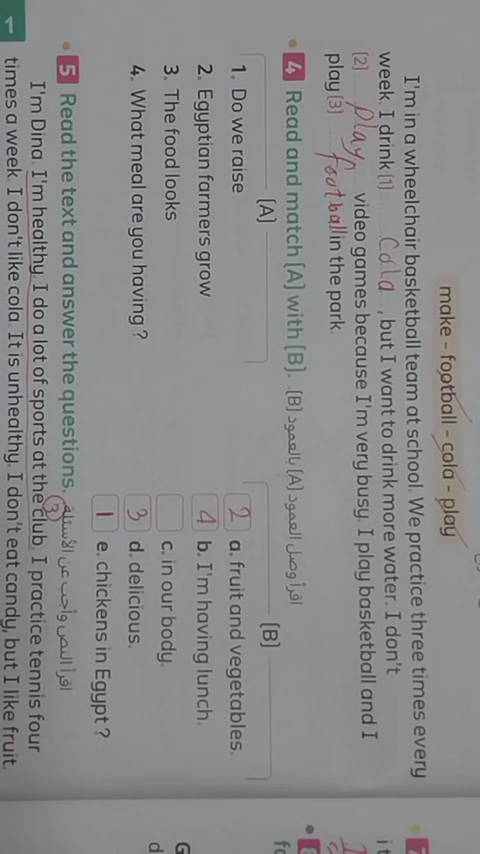 make - football - cola - play
I'm in a wheelchair basketball team at school. We practice three times every
week. I drink (1) Cola, but I want to drink more water. I don't
(2) play video games because I'm very busy. I play basketball and I
play (3) football in the park.
4 Read and match (A) with (B). اقرأ وصل العمود (A) بالعمود (B).
(A) (B)
1. Do we raise 2 a. fruit and vegetables.
2. Egyptian farmers grow 4 b. I'm having lunch.
3. The food looks c. in our body.
4. What meal are you having? 3 d. delicious.
1 e. chickens in Egypt?
5 Read the text and answer the questions. اقرأ النص وأجب عن الأسئلة
(3)
I'm Dina. I'm healthy. I do a lot of sports at the club. I practice tennis four
times a week. I don't like cola. It is unhealthy. I don't eat candy, but I like fruit.
7
it
8
fo
G
d